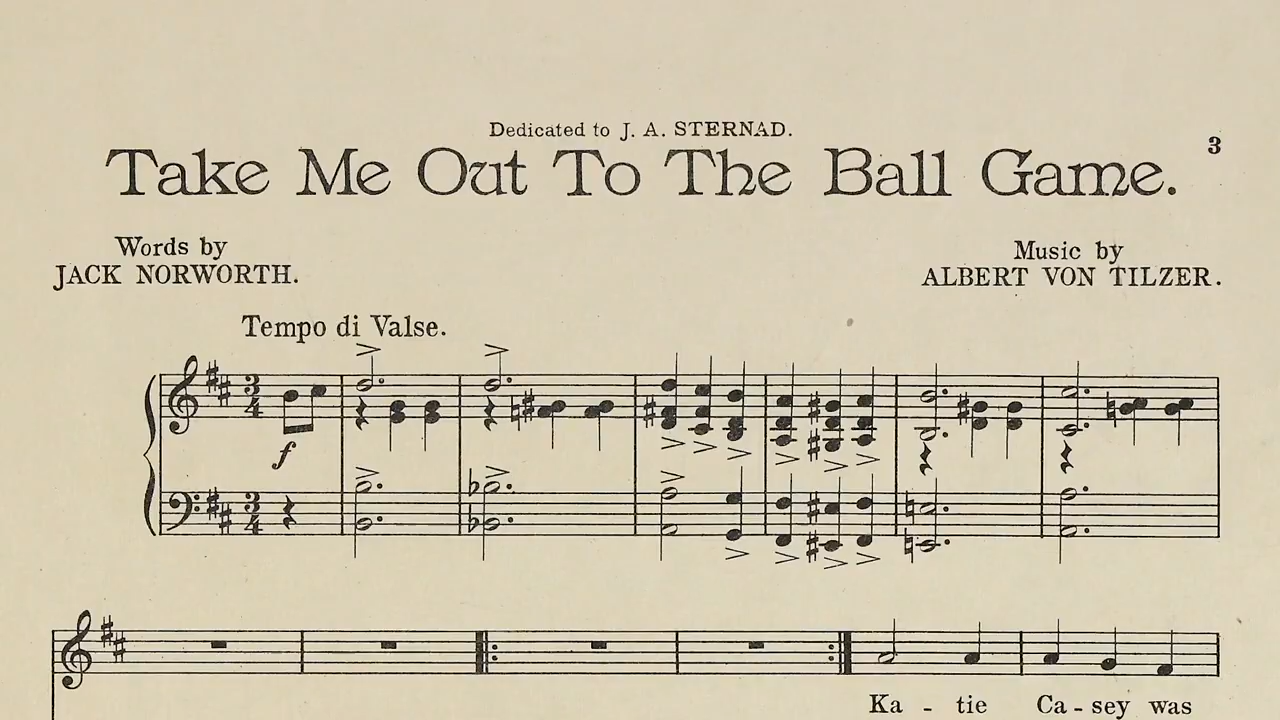 Dedicated to J. A. STERNAD.
3
Take Me Out To The Ball Game.
Words by
JACK NORWORTH.
Music by
ALBERT VON TILZER.
Tempo di Valse.
f
Ka - tie Ca - sey was